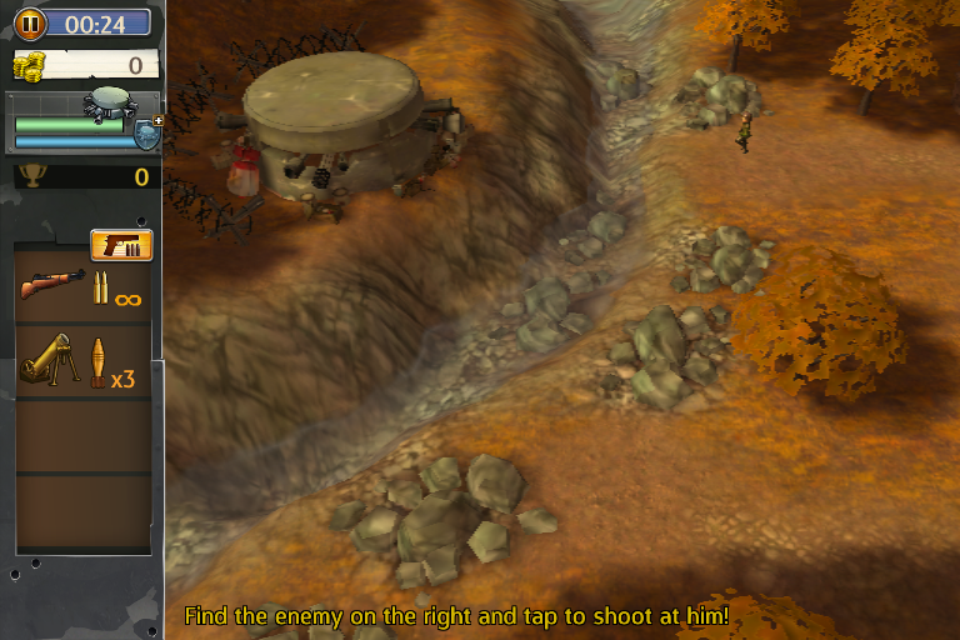 00:24
0
0
∞
x3
Find the enemy on the right and tap to shoot at him!